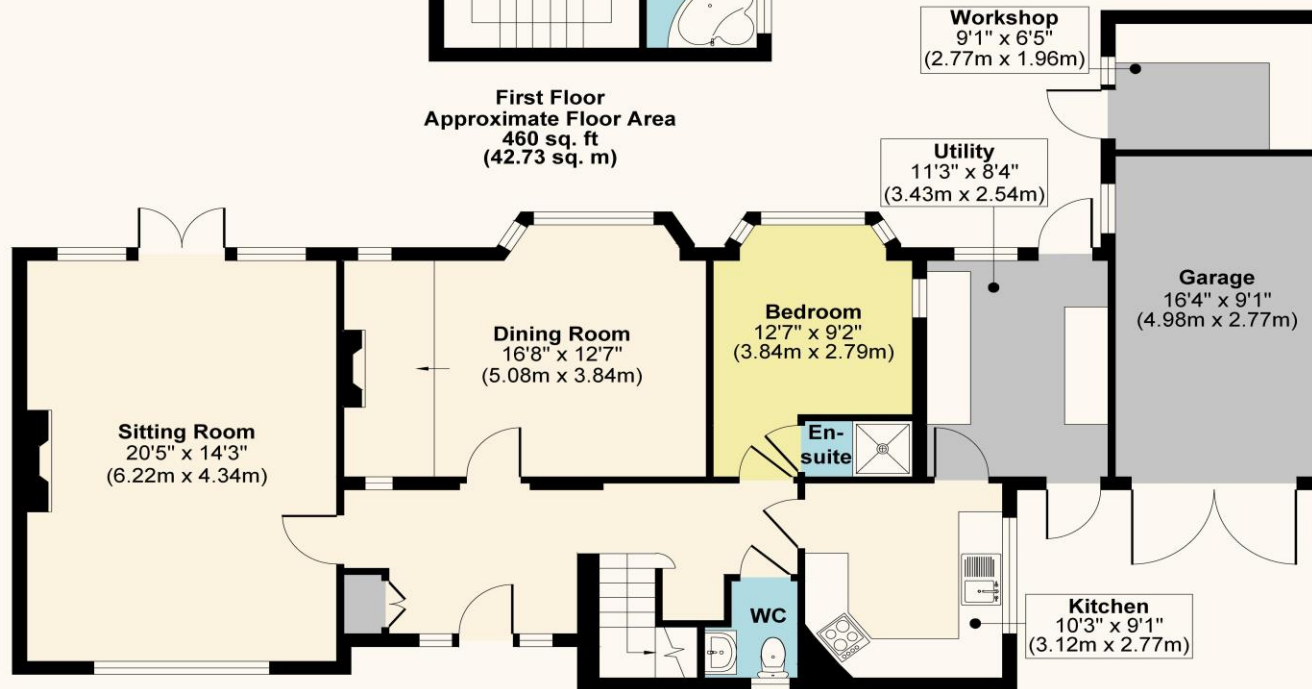 Workshop
9'1" x 6'5"
(2.77m x 1.96m)
First Floor
Approximate Floor Area
460 sq. ft
(42.73 sq. m)
Utility
11'3" x 8'4"
(3.43m x 2.54m)
Garage
16'4" x 9'1"
(4.98m x 2.77m)
Bedroom
12'7" x 9'2"
(3.84m x 2.79m)
Dining Room
16'8" x 12'7"
(5.08m x 3.84m)
Sitting Room
20'5" x 14'3"
(6.22m x 4.34m)
En-
suite
WC
Kitchen
10'3" x 9'1"
(3.12m x 2.77m)